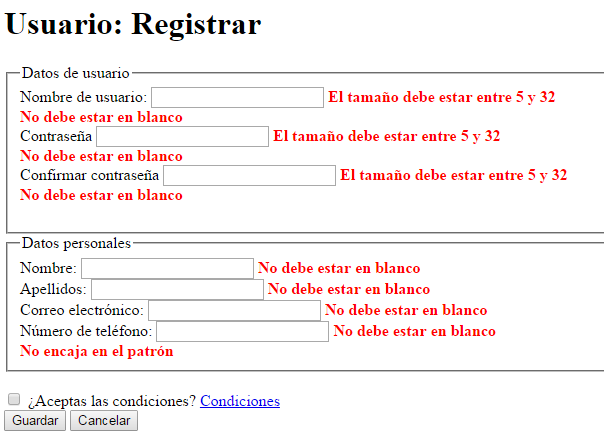 Usuario: Registrar
Datos de usuario
Nombre de usuario: El tamaño debe estar entre 5 y 32
No debe estar en blanco
Contraseña El tamaño debe estar entre 5 y 32
No debe estar en blanco
Confirmar contraseña El tamaño debe estar entre 5 y 32
No debe estar en blanco
Datos personales
Nombre: No debe estar en blanco
Apellidos: No debe estar en blanco
Correo electrónico: No debe estar en blanco
Número de teléfono: No debe estar en blanco
No encaja en el patrón
¿Aceptas las condiciones? Condiciones
Guardar Cancelar